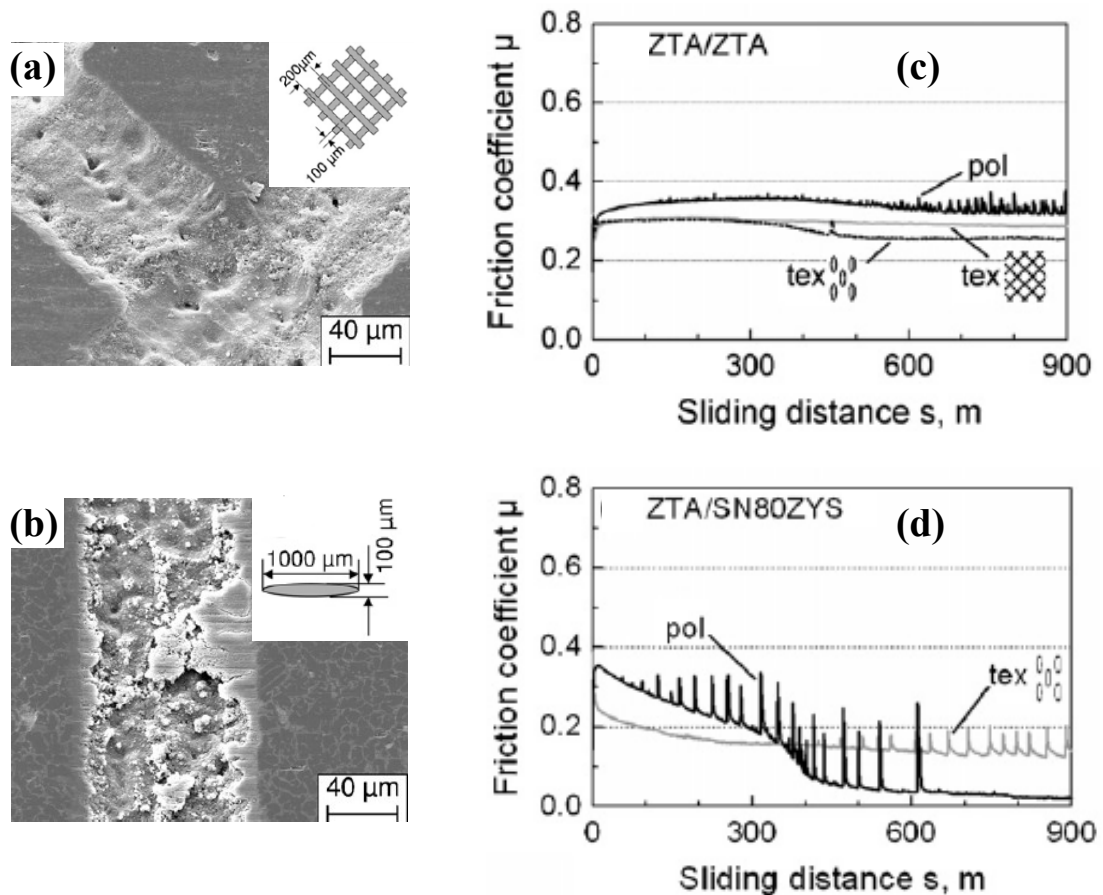 (a)
200μm
100 μm
40 μm
(c)
ZTA/ZTA
Friction coefficient μ
0.8
0.6
0.4
0.2
0.0
pol
tex
tex
0
300
600
900
Sliding distance s, m
(b)
1000 μm
100 μm
40 μm
(d)
ZTA/SN80ZYS
Friction coefficient μ
0.8
0.6
0.4
0.2
0.0
pol
tex
0
300
600
900
Sliding distance s, m